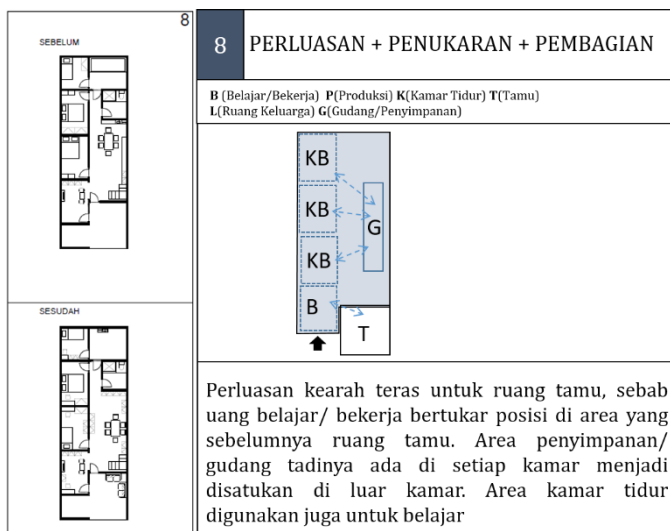 8
SEBELUM
SESUDAH
8 PERLUASAN + PENUKARAN + PEMBAGIAN
B (Belajar/Bekerja) P(Produksi) K(Kamar Tidur) T(Tamu)
L(Ruang Keluarga) G(Gudang/Penyimpanan)
KB
KB
G
KB
B
T
Perluasan kearah teras untuk ruang tamu, sebab
uang belajar/ bekerja bertukar posisi di area yang
sebelumnya ruang tamu. Area penyimpanan/
gudang tadinya ada di setiap kamar menjadi
disatukan di luar kamar. Area kamar tidur
digunakan juga untuk belajar